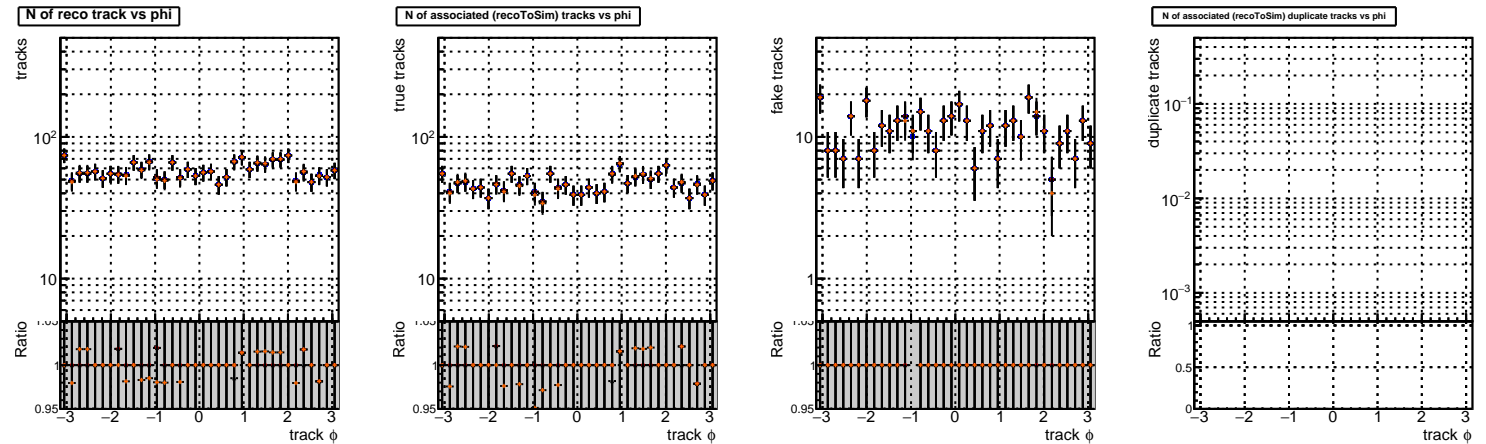 N of reco track vs phi
tracks
10²
10
Ratio
1.05
1
0.95
−3 −2 −1 0 1 2 3
track ϕ
N of associated (recoToSim) tracks vs phi
true tracks
10²
10
Ratio
1.05
1
0.95
−3 −2 −1 0 1 2 3
track ϕ
fake tracks
10
1
Ratio
1.05
1
0.95
−3 −2 −1 0 1 2 3
track ϕ
N of associated (recoToSim) duplicate tracks vs phi
duplicate tracks
10⁻¹
10⁻²
10⁻³
Ratio
1
0.5
0
−3 −2 −1 0 1 2 3
track ϕ